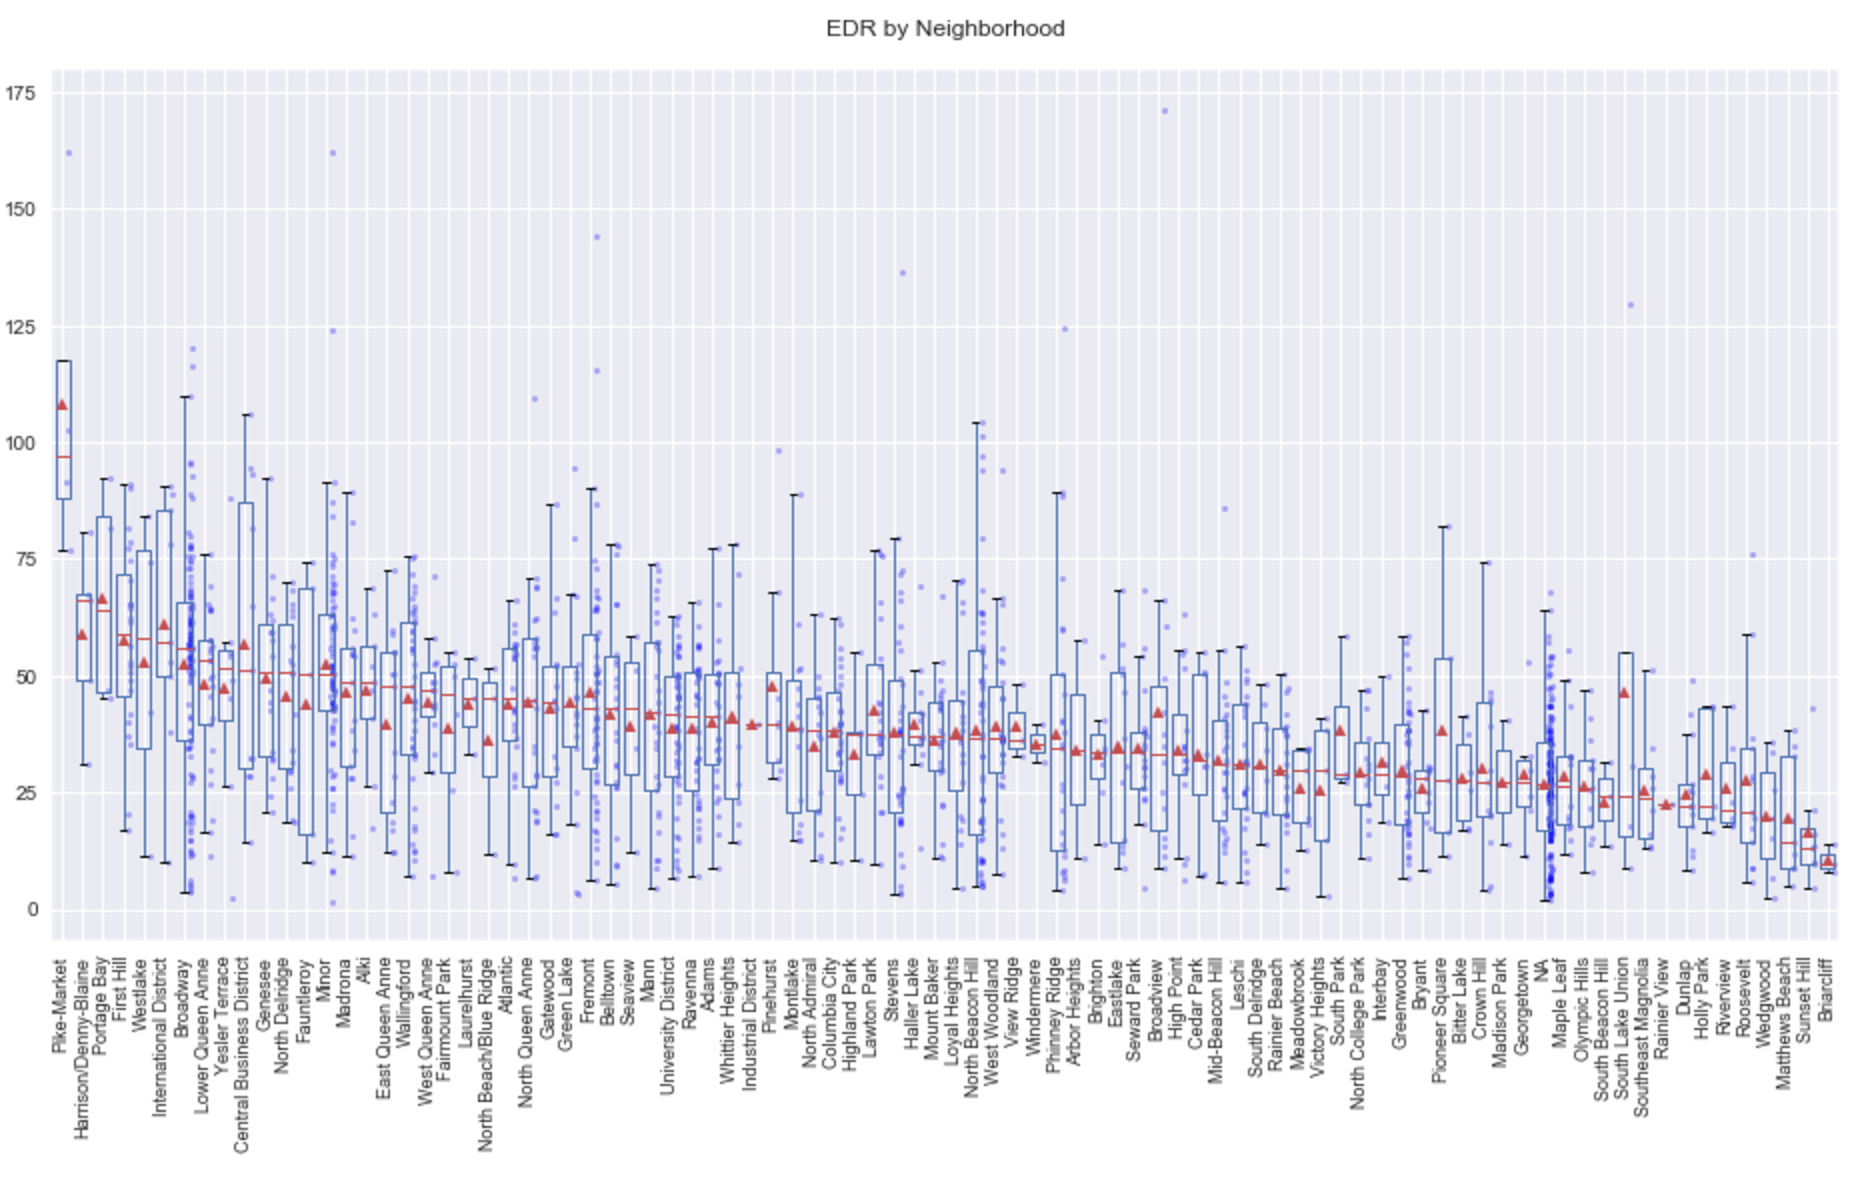 EDR by Neighborhood
175
150
125
100
75
50
25
0
Pike-Market
Harrison/Denny-Blaine
Portage Bay
First Hill
Westlake
International District
Broadway
Lower Queen Anne
Yesler Terrace
Central Business District
Genesee
North Delridge
Fauntleroy
Minor
Madrona
Alki
East Queen Anne
Wallingford
West Queen Anne
Fairmount Park
Laurelhurst
North Beach/Blue Ridge
Atlantic
North Queen Anne
Gatewood
Green Lake
Fremont
Belltown
Seaview
Mann
University District
Ravenna
Adams
Whittier Heights
Industrial District
Pinehurst
Montlake
North Admiral
Columbia City
Highland Park
Lawton Park
Stevens
Haller Lake
Mount Baker
Loyal Heights
North Beacon Hill
West Woodland
View Ridge
Windermere
Phinney Ridge
Arbor Heights
Brighton
Eastlake
Seward Park
Broadview
High Point
Cedar Park
Mid-Beacon Hill
Leschi
South Delridge
Rainier Beach
Meadowbrook
Victory Heights
South Park
North College Park
Interbay
Greenwood
Bryant
Pioneer Square
Bitter Lake
Crown Hill
Madison Park
Georgetown
NA
Maple Leaf
Olympic Hills
South Beacon Hill
South Lake Union
Southeast Magnolia
Rainier View
Dunlap
Holly Park
Riverview
Roosevelt
Wedgwood
Matthews Beach
Sunset Hill
Briarcliff